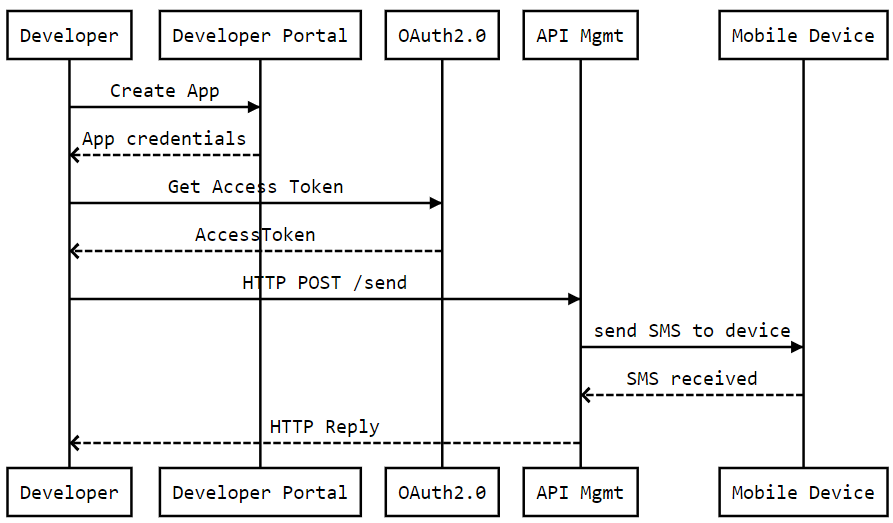 Developer Developer Portal OAuth2.0 API Mgmt Mobile Device
Create App
App credentials
Get Access Token
AccessToken
HTTP POST /send
send SMS to device
SMS received
HTTP Reply
Developer Developer Portal OAuth2.0 API Mgmt Mobile Device